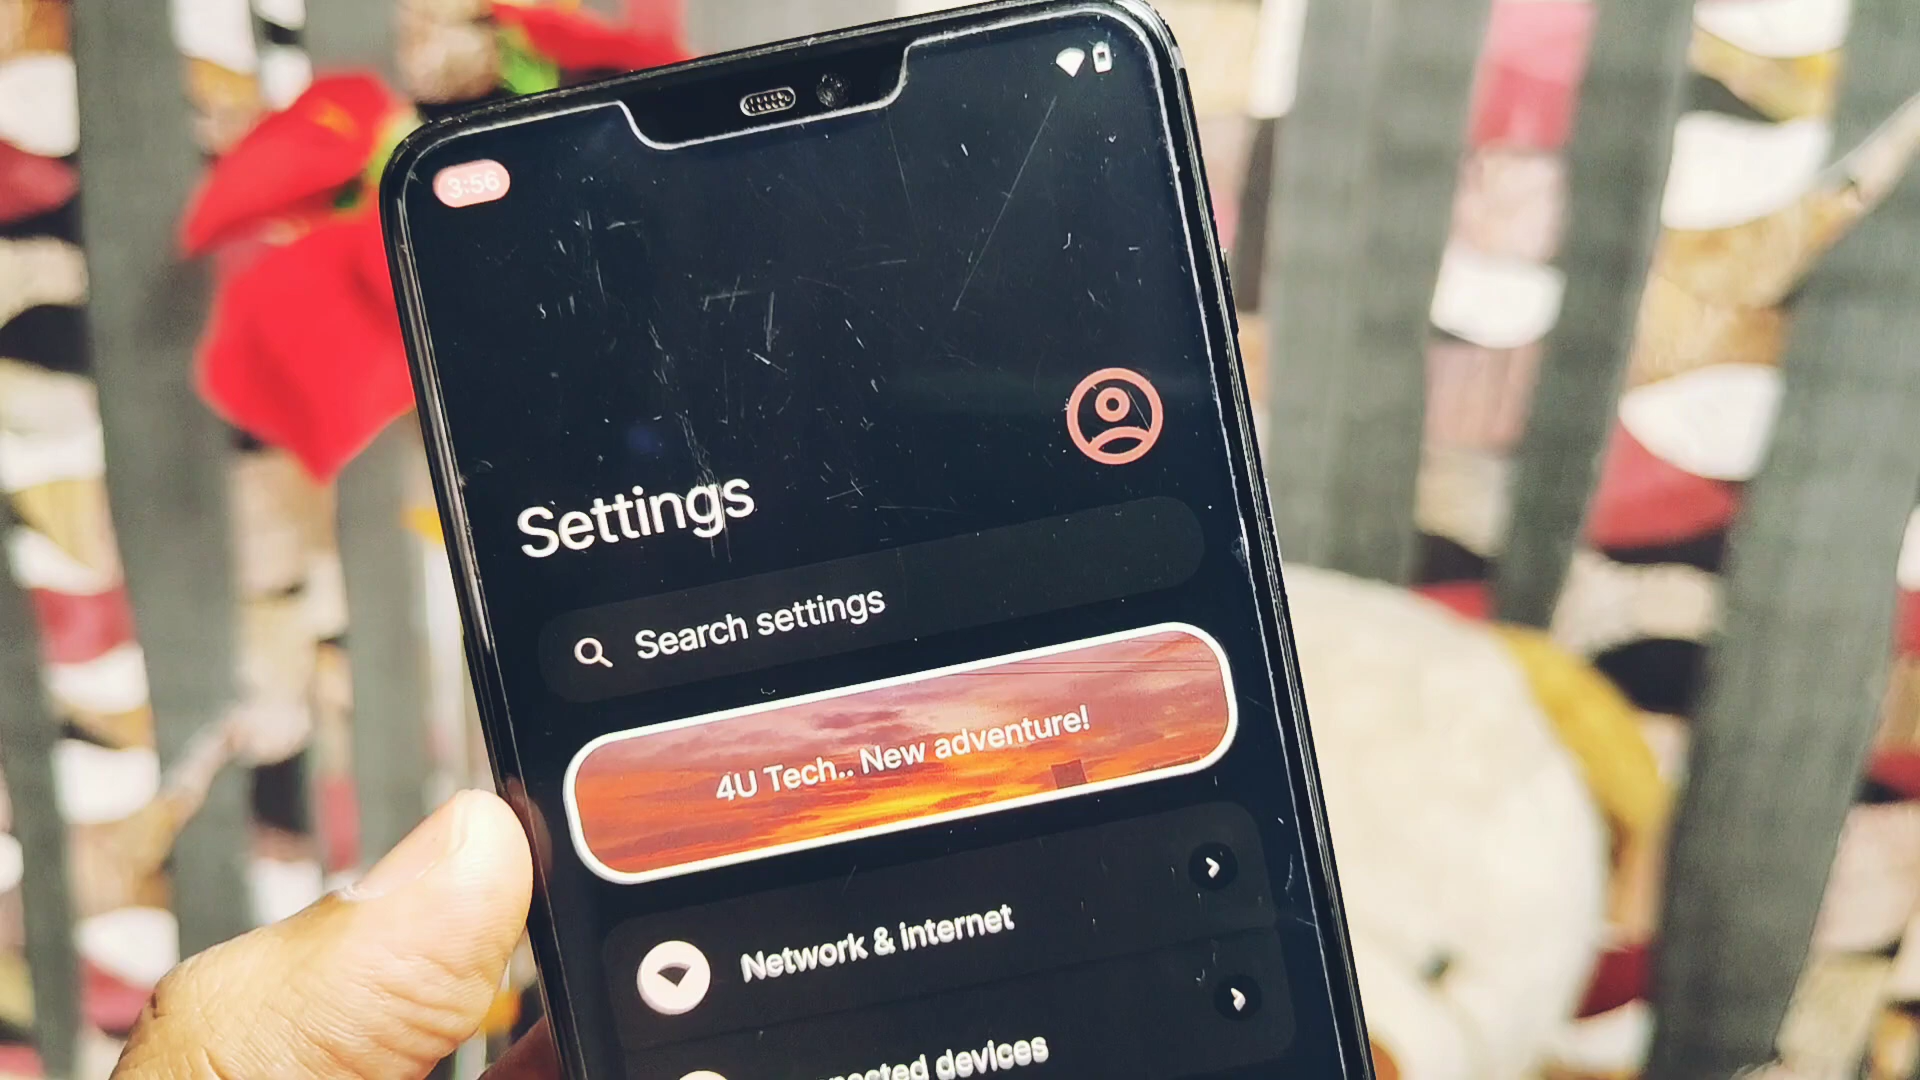 3:56
Settings
Search settings
4U Tech.. New adventure!
Network & internet
devices